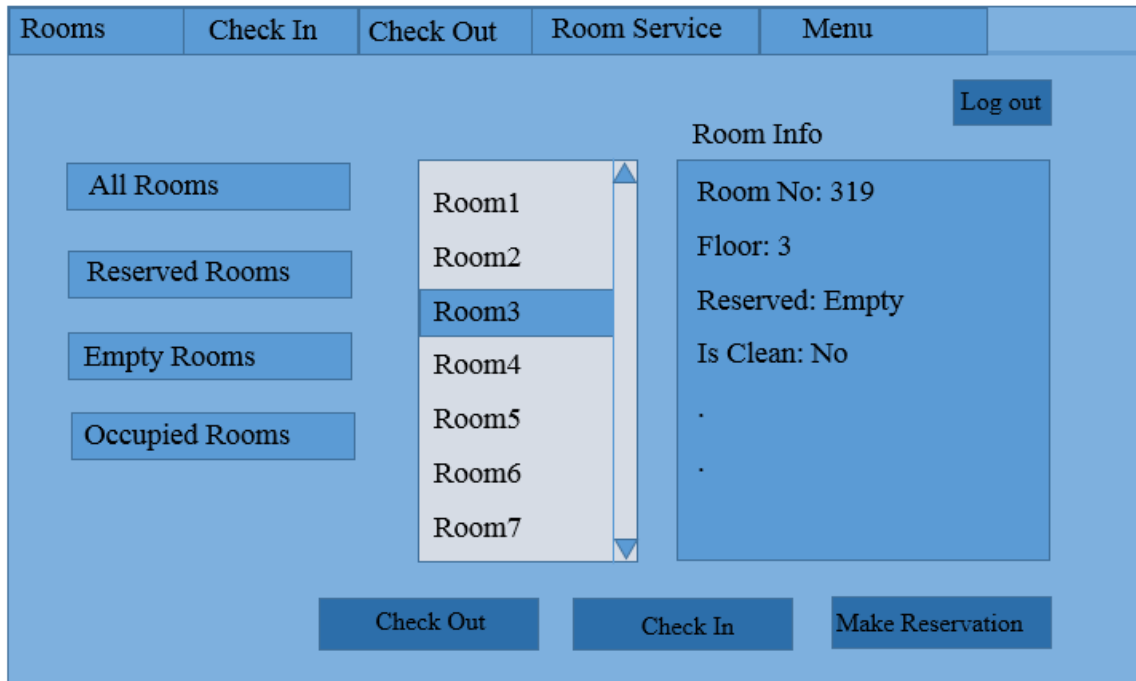 Rooms
Check In
Check Out
Room Service
Menu
Log out
All Rooms
Reserved Rooms
Empty Rooms
Occupied Rooms
Room1
Room2
Room3
Room4
Room5
Room6
Room7
Room Info
Room No: 319
Floor: 3
Reserved: Empty
Is Clean: No
.
.
Check Out
Check In
Make Reservation